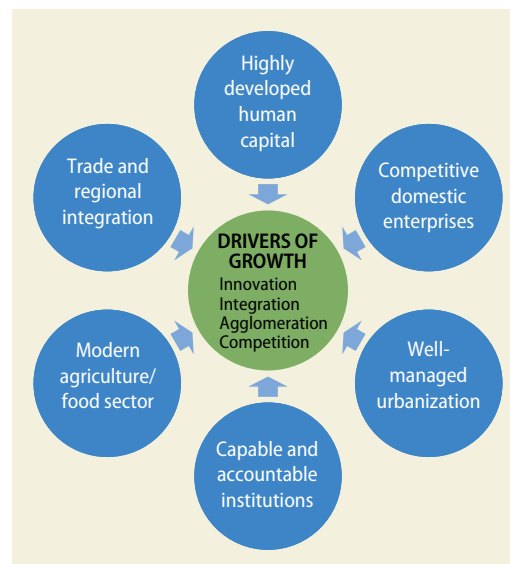 Highly
developed
human
capital
Trade and
regional
integration
Competitive
domestic
enterprises
DRIVERS OF
GROWTH
Innovation
Integration
Agglomeration
Competition
Modern
agriculture/
food sector
Well-
managed
urbanization
Capable and
accountable
institutions